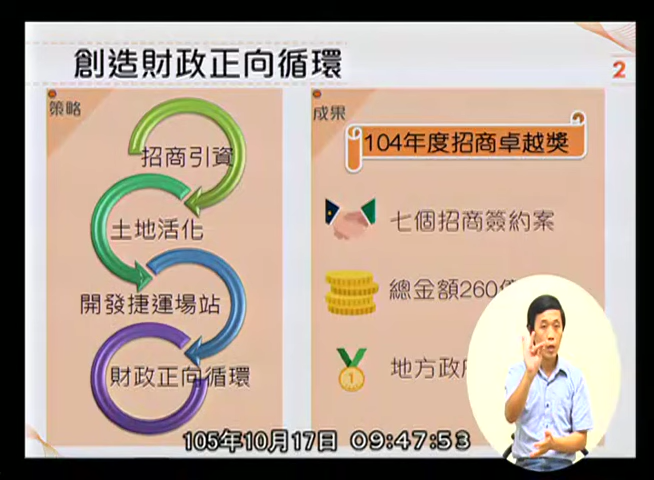 創造財政正向循環
2
策略
招商引資
土地活化
開發捷運場站
財政正向循環
成果
104年度招商卓越獎
七個招商簽約案
總金額260
地方政
1
105年10月17日 09:47:53